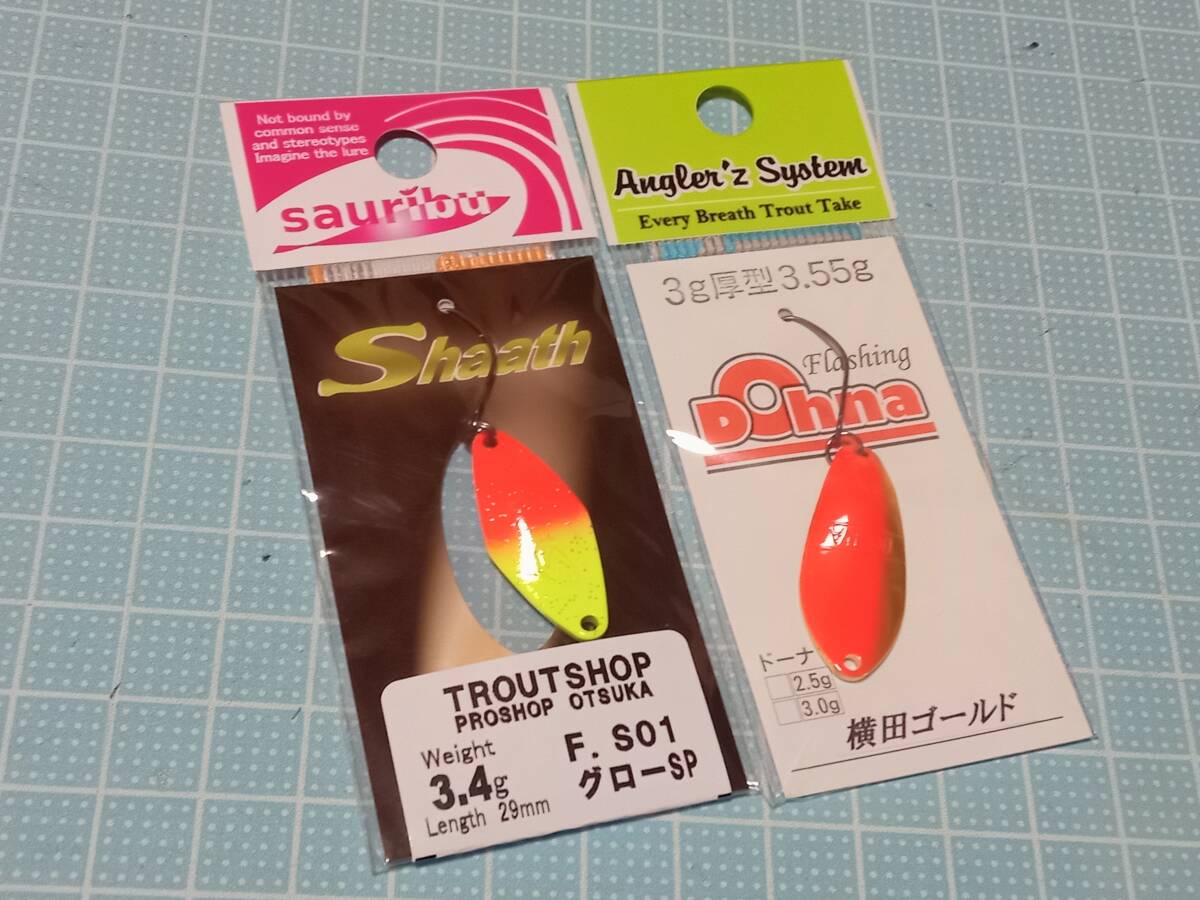 Not bound by
common sense
and stereotypes
Imagine the lure
sauribu
Shaath
TROUTSHOP
PROSHOP OTSUKA
Weight
3.4g
Length 29mm
F. S01
グローSP
Angler'z System
Every Breath Trout Take
3g厚型3.55g
Flashing
Dohna
ドーナ
2.5g
3.0g
横田ゴールド